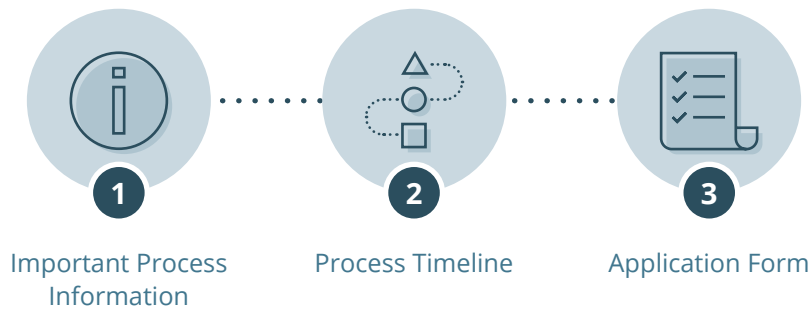 1
Important Process
Information
2
Process Timeline
3
Application Form